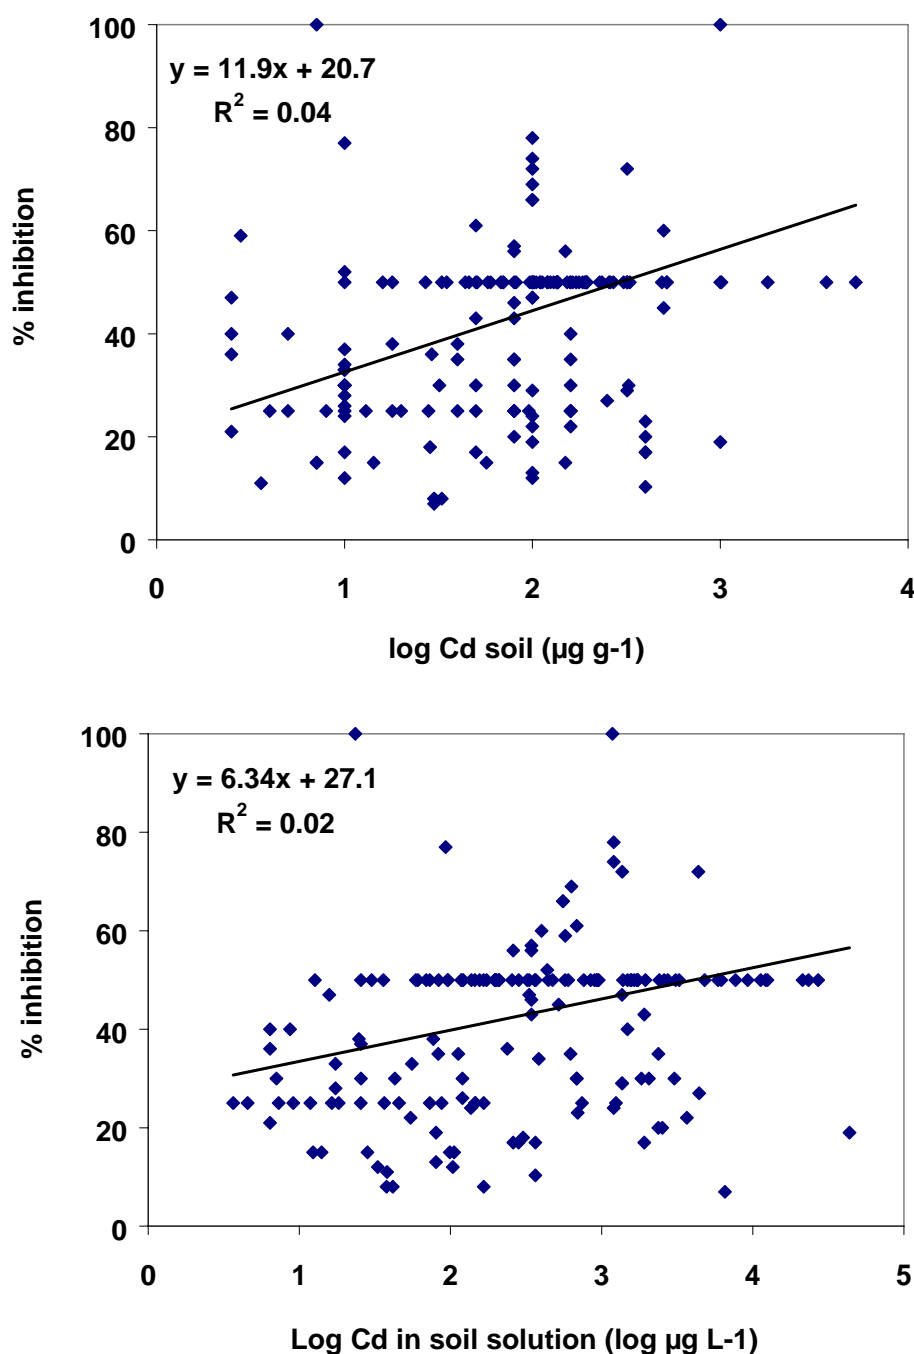 100
y = 11.9x + 20.7
R² = 0.04
80
60
% inhibition
40
20
0
0 1 2 3 4
log Cd soil (µg g-1)
100
y = 6.34x + 27.1
R² = 0.02
80
60
% inhibition
40
20
0
0 1 2 3 4 5
Log Cd in soil solution (log µg L-1)